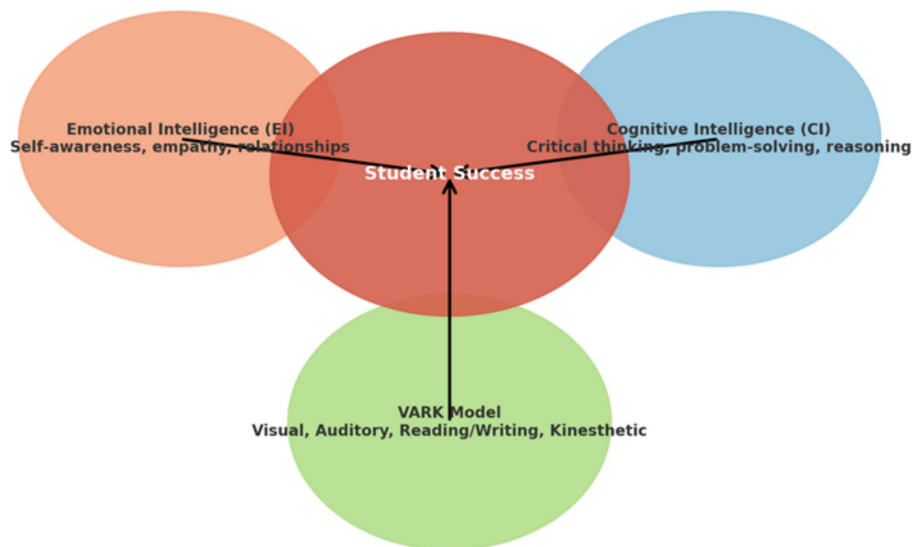 Emotional Intelligence (EI)
Self-awareness, empathy, relationships
Cognitive Intelligence (CI)
Critical thinking, problem-solving, reasoning
Student Success
VARK Model
Visual, Auditory, Reading/Writing, Kinesthetic